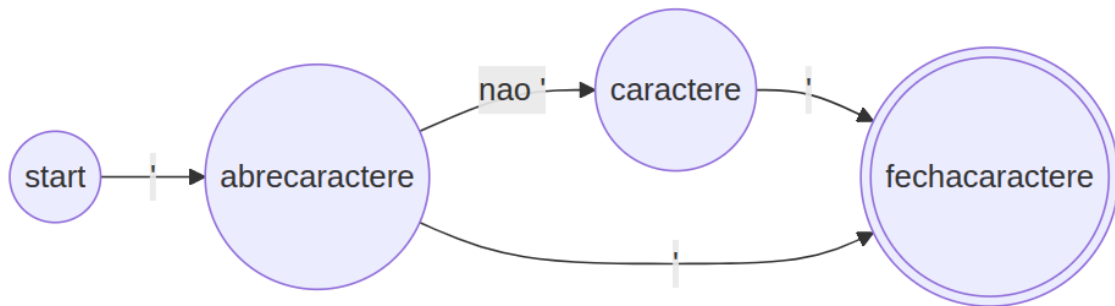 start
'
abrecaractere
nao '
caractere
'
'
fechacaractere